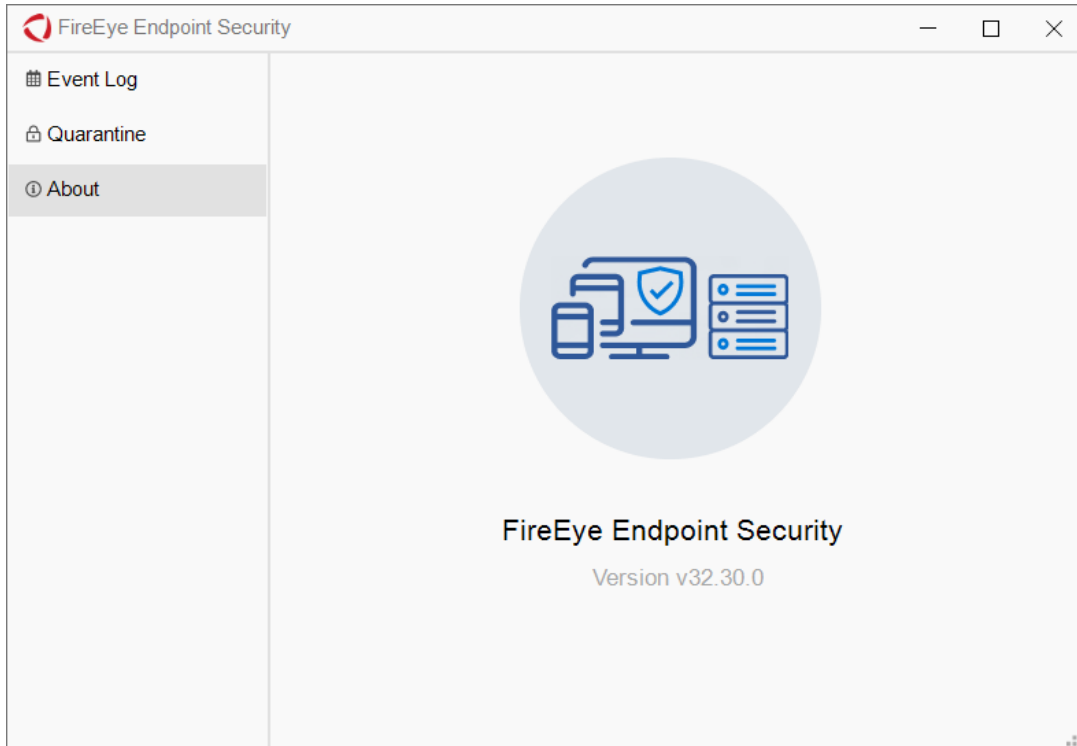 FireEye Endpoint Security
Event Log
Quarantine
About
FireEye Endpoint Security
Version v32.30.0